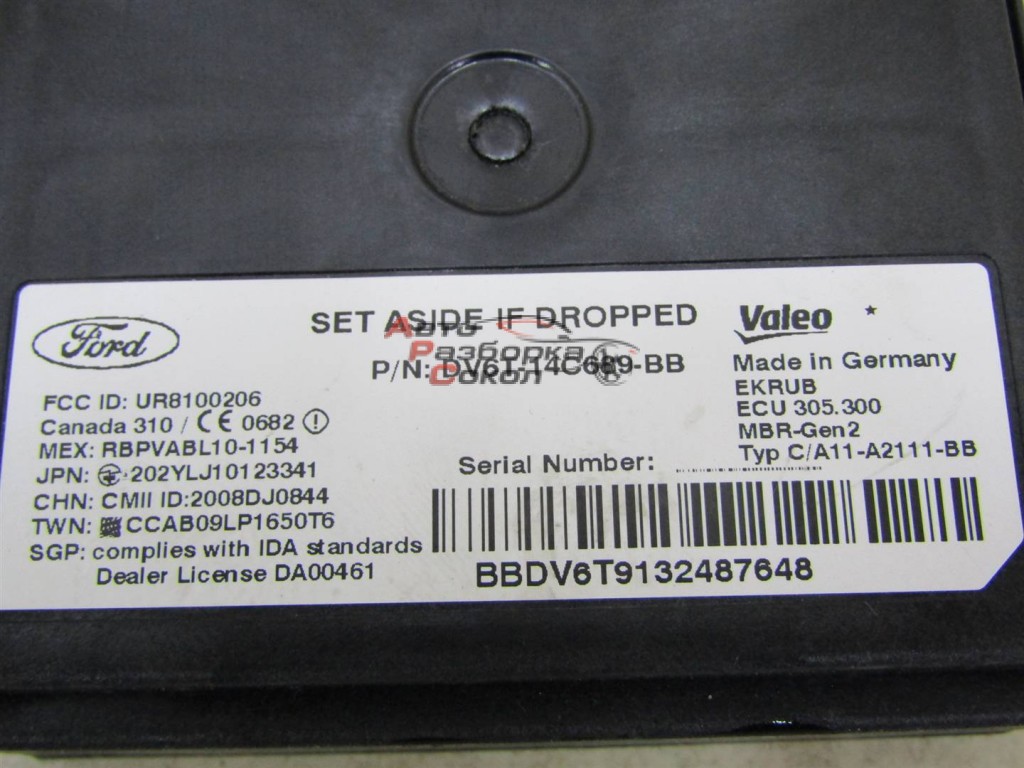 Ford
SET ASIDE IF DROPPED
P/N: DV6T-14C689-BB
Авто
Разборка
Сокол
Valeo
Made in Germany
EKRUB
ECU 305.300
MBR-Gen2
Typ C/A11-A2111-BB
FCC ID: UR8100206
Canada 310 / CE 0682
MEX: RBPVABL10-1154
JPN: 202YLJ10123341
CHN: CMII ID:2008DJ0844
TWN: CCAB09LP1650T6
SGP: complies with IDA standards
Dealer License DA00461
Serial Number:
BBDV6T9132487648